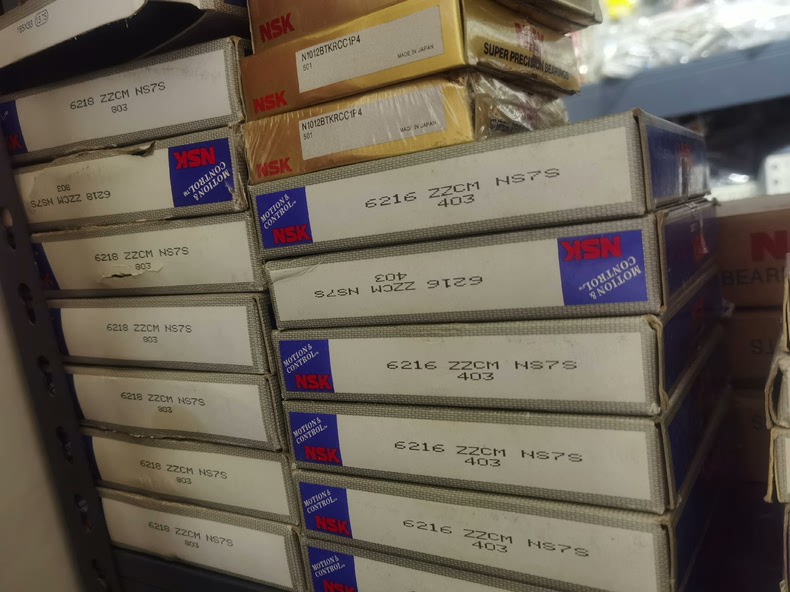 6218 ZZCM NS7S
803
NSK
MOTION &
CONTROL
6218 ZZCM NS7S
803
6218 ZZCM NS7S
803
6218 ZZCM NS7S
803
6218 ZZCM NS7S
803
6218 ZZCM NS7S
803
6218 ZZCM NS7S
803
NSK
N1012BTKRCC1P4
501
MADE IN JAPAN
NSK
SUPER PRECISION BEARINGS
N1012BTKRCC1P4
501
MADE IN JAPAN
NSK
MOTION &
CONTROL
NSK
6216 ZZCM NS7S
403
NSK
MOTION &
CONTROL
6216 ZZCM NS7S
403
MOTION &
CONTROL
NSK
6216 ZZCM NS7S
403
MOTION &
CONTROL
NSK
6216 ZZCM NS7S
403
MOTION &
CONTROL
NSK
6216 ZZCM NS7S
403
MOTION &
CONTROL
NSK